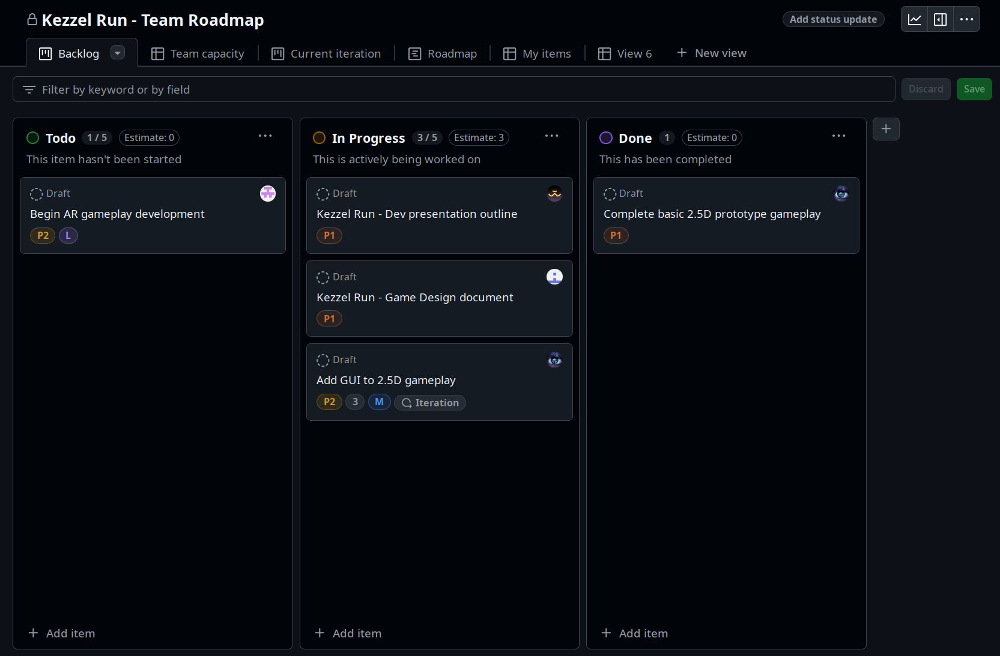 Kezzel Run - Team Roadmap
Add status update
Backlog
Team capacity
Current iteration
Roadmap
My items
View 6
New view
Filter by keyword or by field
Discard
Save
Todo 1 / 5 Estimate: 0
This item hasn't been started
Draft
Begin AR gameplay development
P2 L
Add item
In Progress 3 / 5 Estimate: 3
This is actively being worked on
Draft
Kezzel Run - Dev presentation outline
P1
Draft
Kezzel Run - Game Design document
P1
Draft
Add GUI to 2.5D gameplay
P2 3 M Iteration
Add item
Done 1 Estimate: 0
This has been completed
Draft
Complete basic 2.5D prototype gameplay
P1
Add item